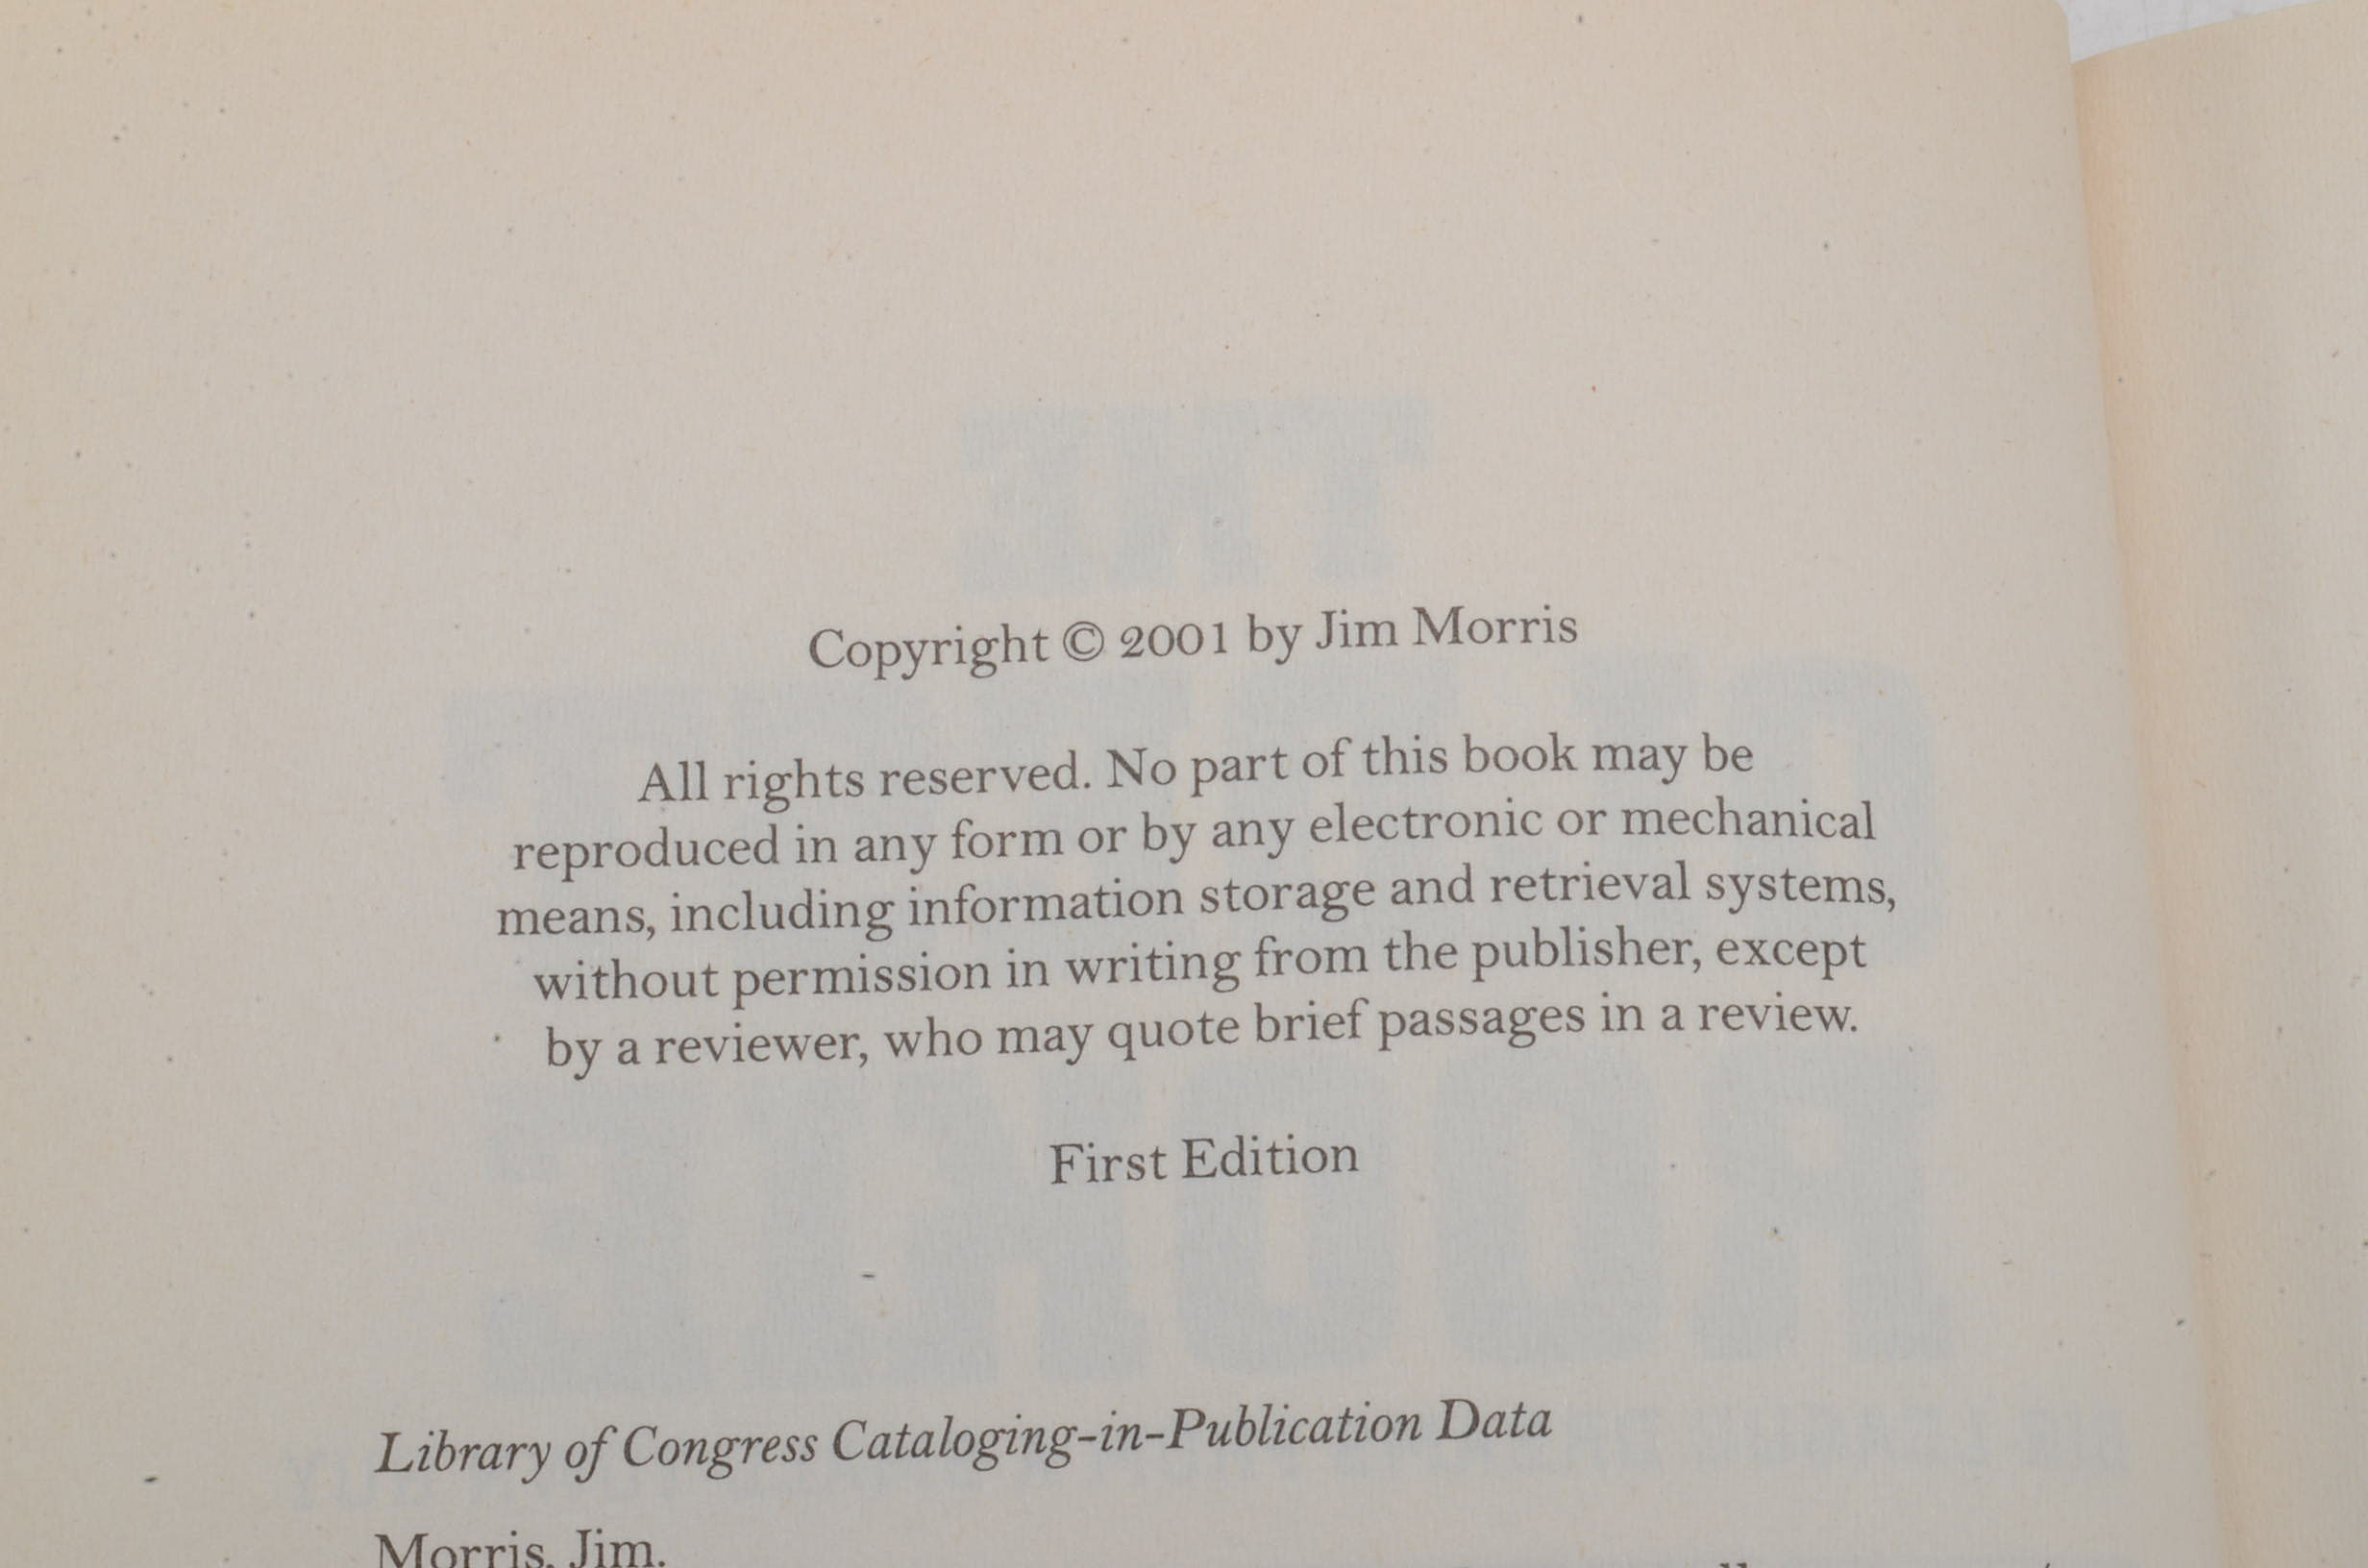 Copyright © 2001 by Jim Morris
All rights reserved. No part of this book may be
reproduced in any form or by any electronic or mechanical
means, including information storage and retrieval systems,
without permission in writing from the publisher, except
by a reviewer, who may quote brief passages in a review.
First Edition
Library of Congress Cataloging-in-Publication Data
Morris, Jim.